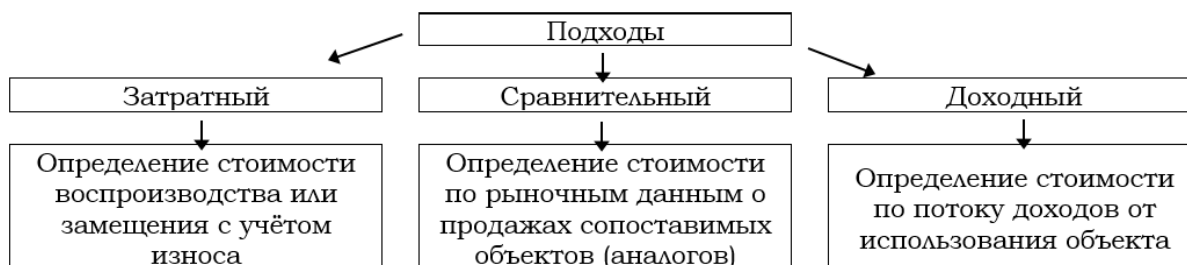 Подходы
Затратный
Сравнительный
Доходный
Определение стоимости
воспроизводства или
замещения с учётом
износа
Определение стоимости
по рыночным данным о
продажах сопоставимых
объектов (аналогов)
Определение стоимости
по потоку доходов от
использования объекта